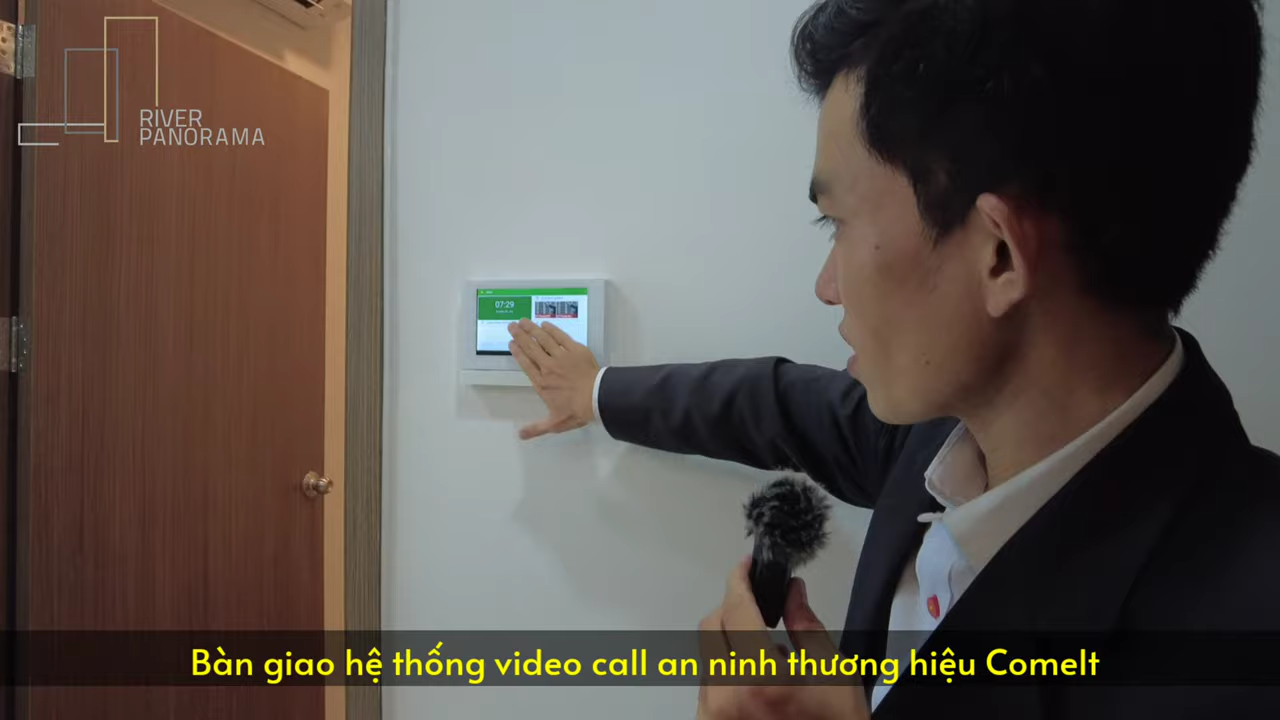 RIVER
PANORAMA
07:29
Bàn giao hệ thống video call an ninh thương hiệu Comelt